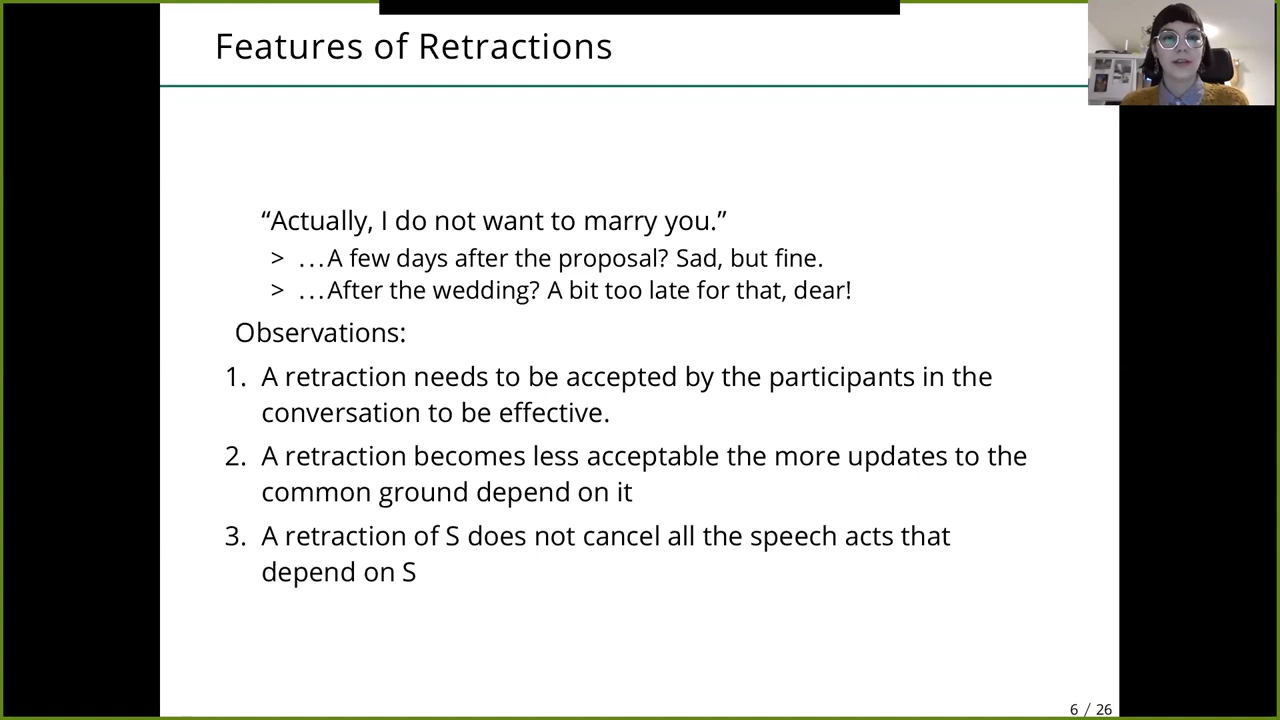 Features of Retractions
“Actually, I do not want to marry you.”
> ...A few days after the proposal? Sad, but fine.
> ...After the wedding? A bit too late for that, dear!
Observations:
1. A retraction needs to be accepted by the participants in the
conversation to be effective.
2. A retraction becomes less acceptable the more updates to the
common ground depend on it
3. A retraction of S does not cancel all the speech acts that
depend on S
6 / 26